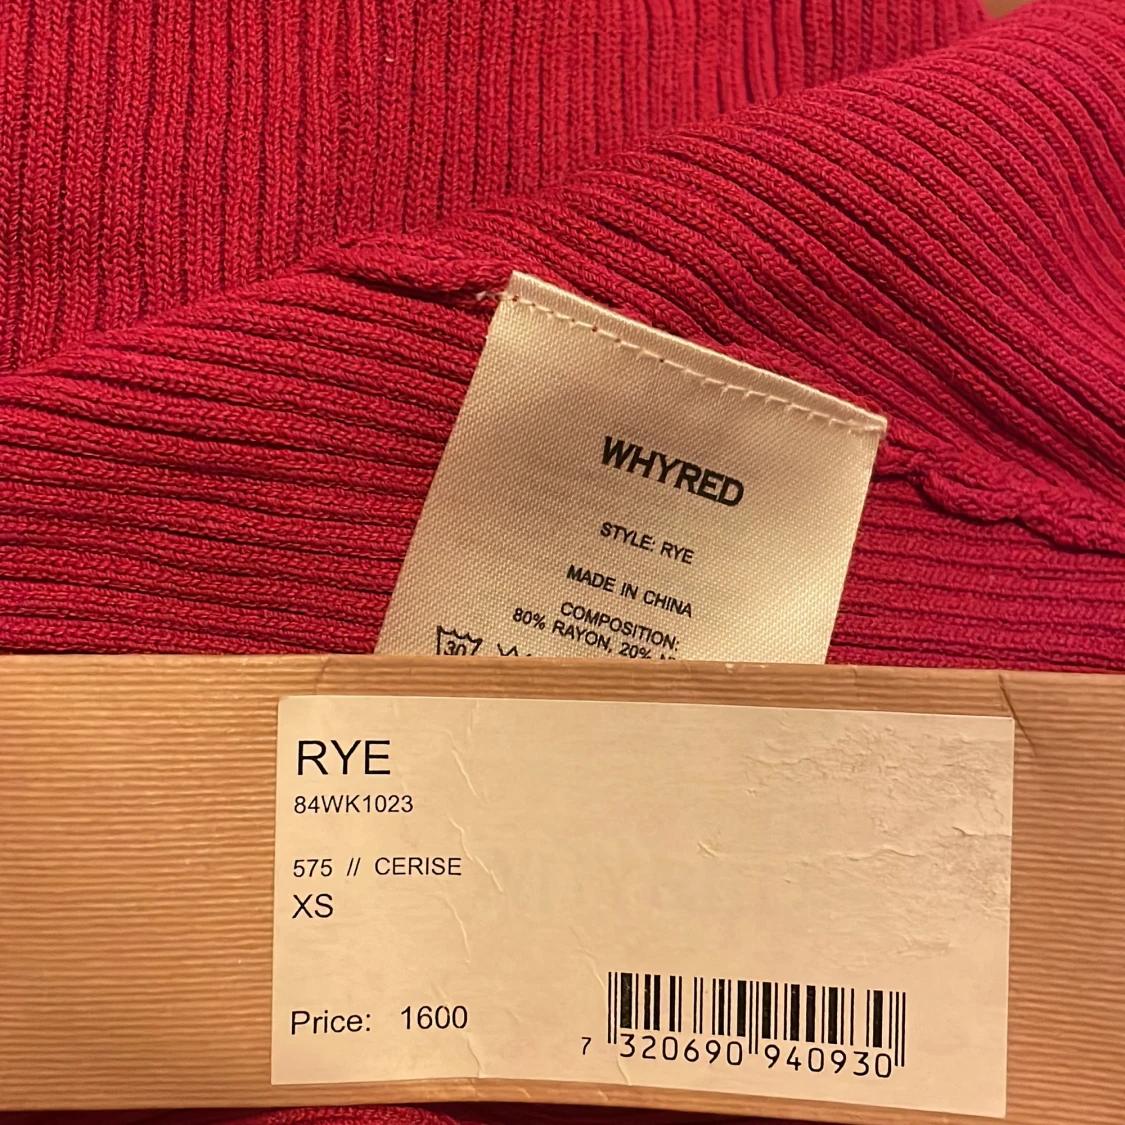 WHYRED
STYLE: RYE
MADE IN CHINA
COMPOSITION:
80% RAYON, 20%
30
RYE
84WK1023
575 // CERISE
XS
Price: 1600
7 320690 940930